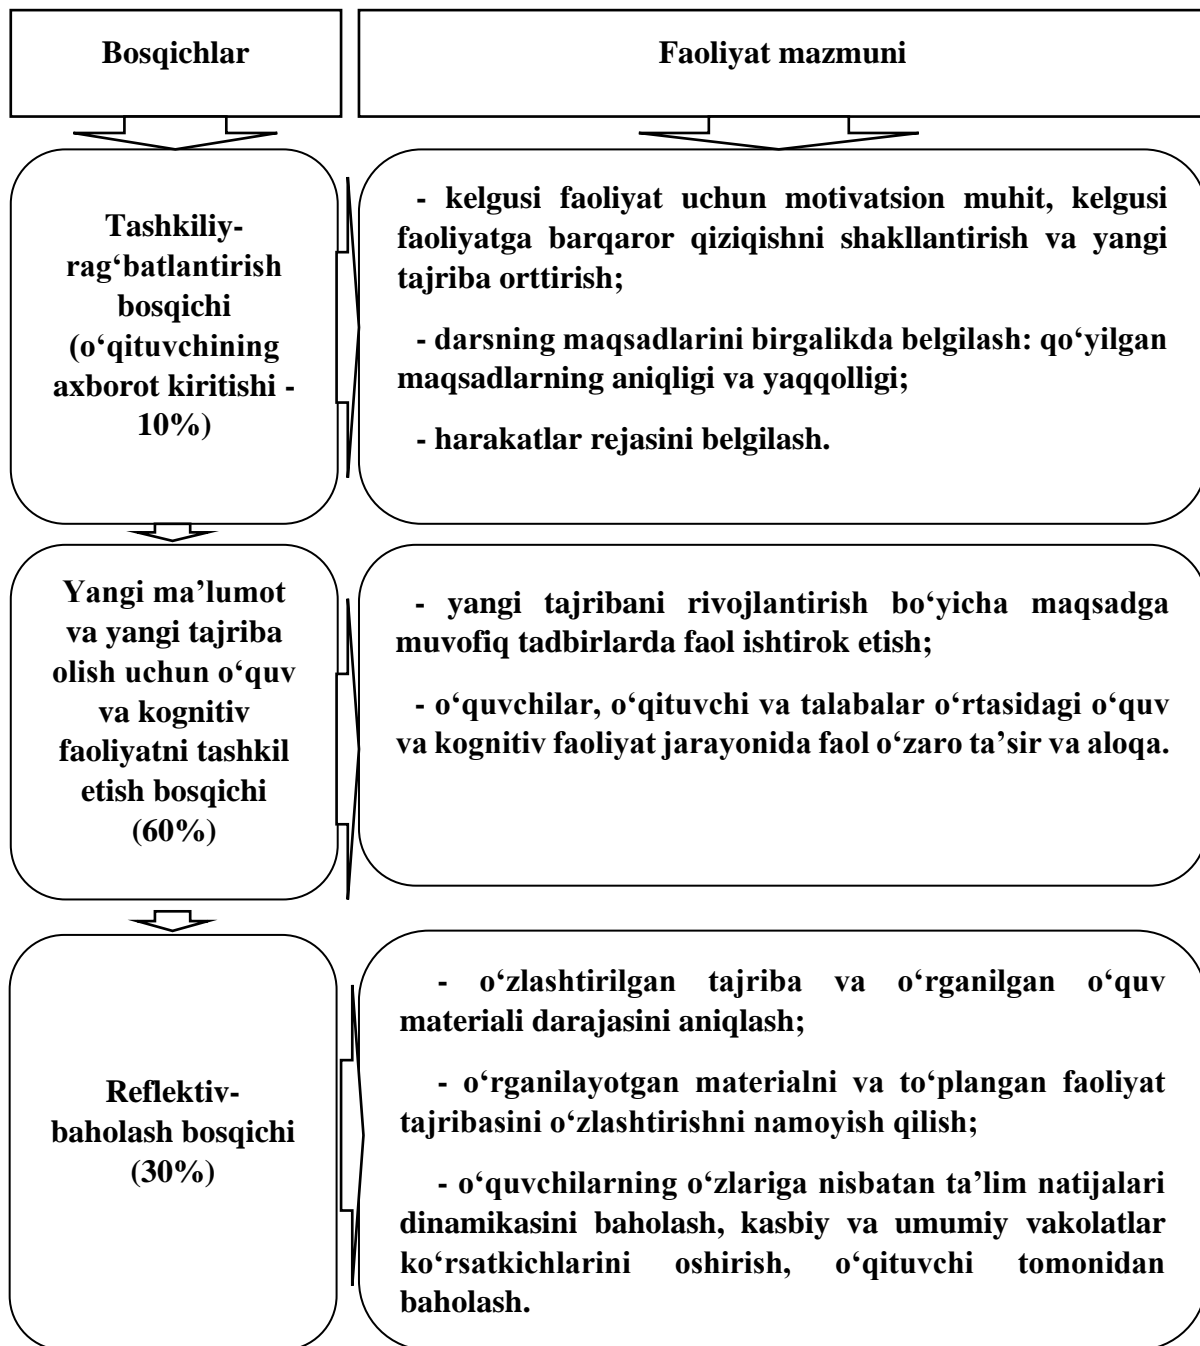 Bosqichlar
Faoliyat mazmuni
Tashkiliy-
rag‘batlantirish
bosqichi
(o‘qituvchining
axborot kiritishi -
10%)
- kelgusi faoliyat uchun motivatsion muhit, kelgusi
faoliyatga barqaror qiziqishni shakllantirish va yangi
tajriba orttirish;
- darsning maqsadlarini birgalikda belgilash: qo‘yilgan
maqsadlarning aniqligi va yaqqolligi;
- harakatlar rejasini belgilash.
Yangi ma’lumot
va yangi tajriba
olish uchun o‘quv
va kognitiv
faoliyatni tashkil
etish bosqichi
(60%)
- yangi tajribani rivojlantirish bo‘yicha maqsadga
muvofiq tadbirlarda faol ishtirok etish;
- o‘quvchilar, o‘qituvchi va talabalar o‘rtasidagi o‘quv
va kognitiv faoliyat jarayonida faol o‘zaro ta’sir va aloqa.
Reflektiv-
baholash bosqichi
(30%)
- o‘zlashtirilgan tajriba va o‘rganilgan o‘quv
materiali darajasini aniqlash;
- o‘rganilayotgan materialni va to‘plangan faoliyat
tajribasini o‘zlashtirishni namoyish qilish;
- o‘quvchilarning o‘zlariga nisbatan ta’lim natijalari
dinamikasini baholash, kasbiy va umumiy vakolatlar
ko‘rsatkichlarini oshirish, o‘qituvchi tomonidan
baholash.